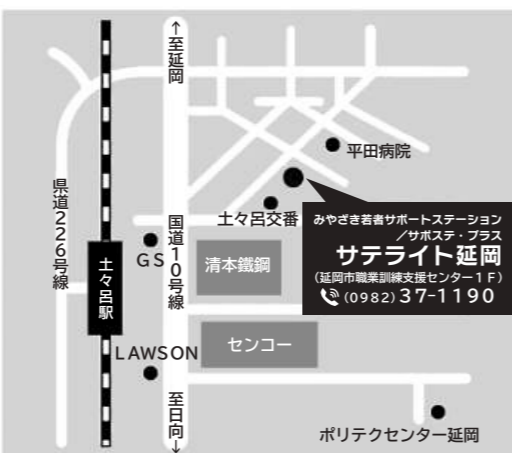 ↑至延岡
平田病院
県道226号線
土々呂交番
みやざき若者サポートステーション
／サポステ・プラス
サテライト延岡
(延岡市職業訓練支援センター1F)
(0982)37-1190
国道10号線
土々呂駅
GS
清本鐵鋼
センコー
LAWSON
至日向↓
ポリテクセンター延岡